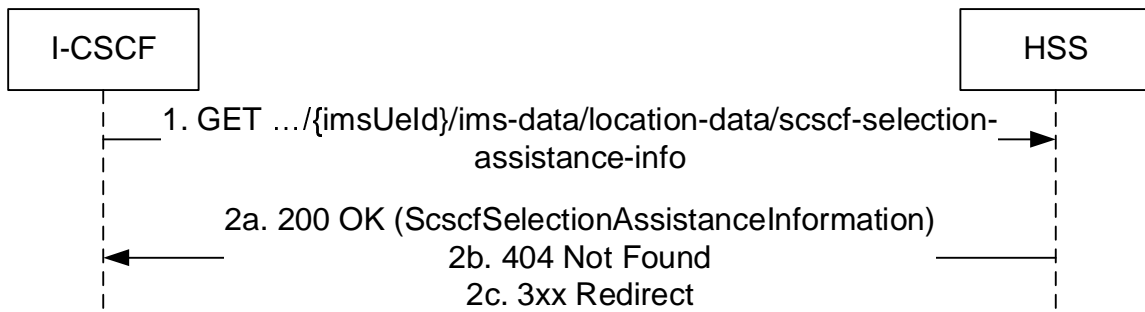 I-CSCF
HSS
1. GET …/{imsUeId}/ims-data/location-data/scscf-selection-
assistance-info
2a. 200 OK (ScscfSelectionAssistanceInformation)
2b. 404 Not Found
2c. 3xx Redirect